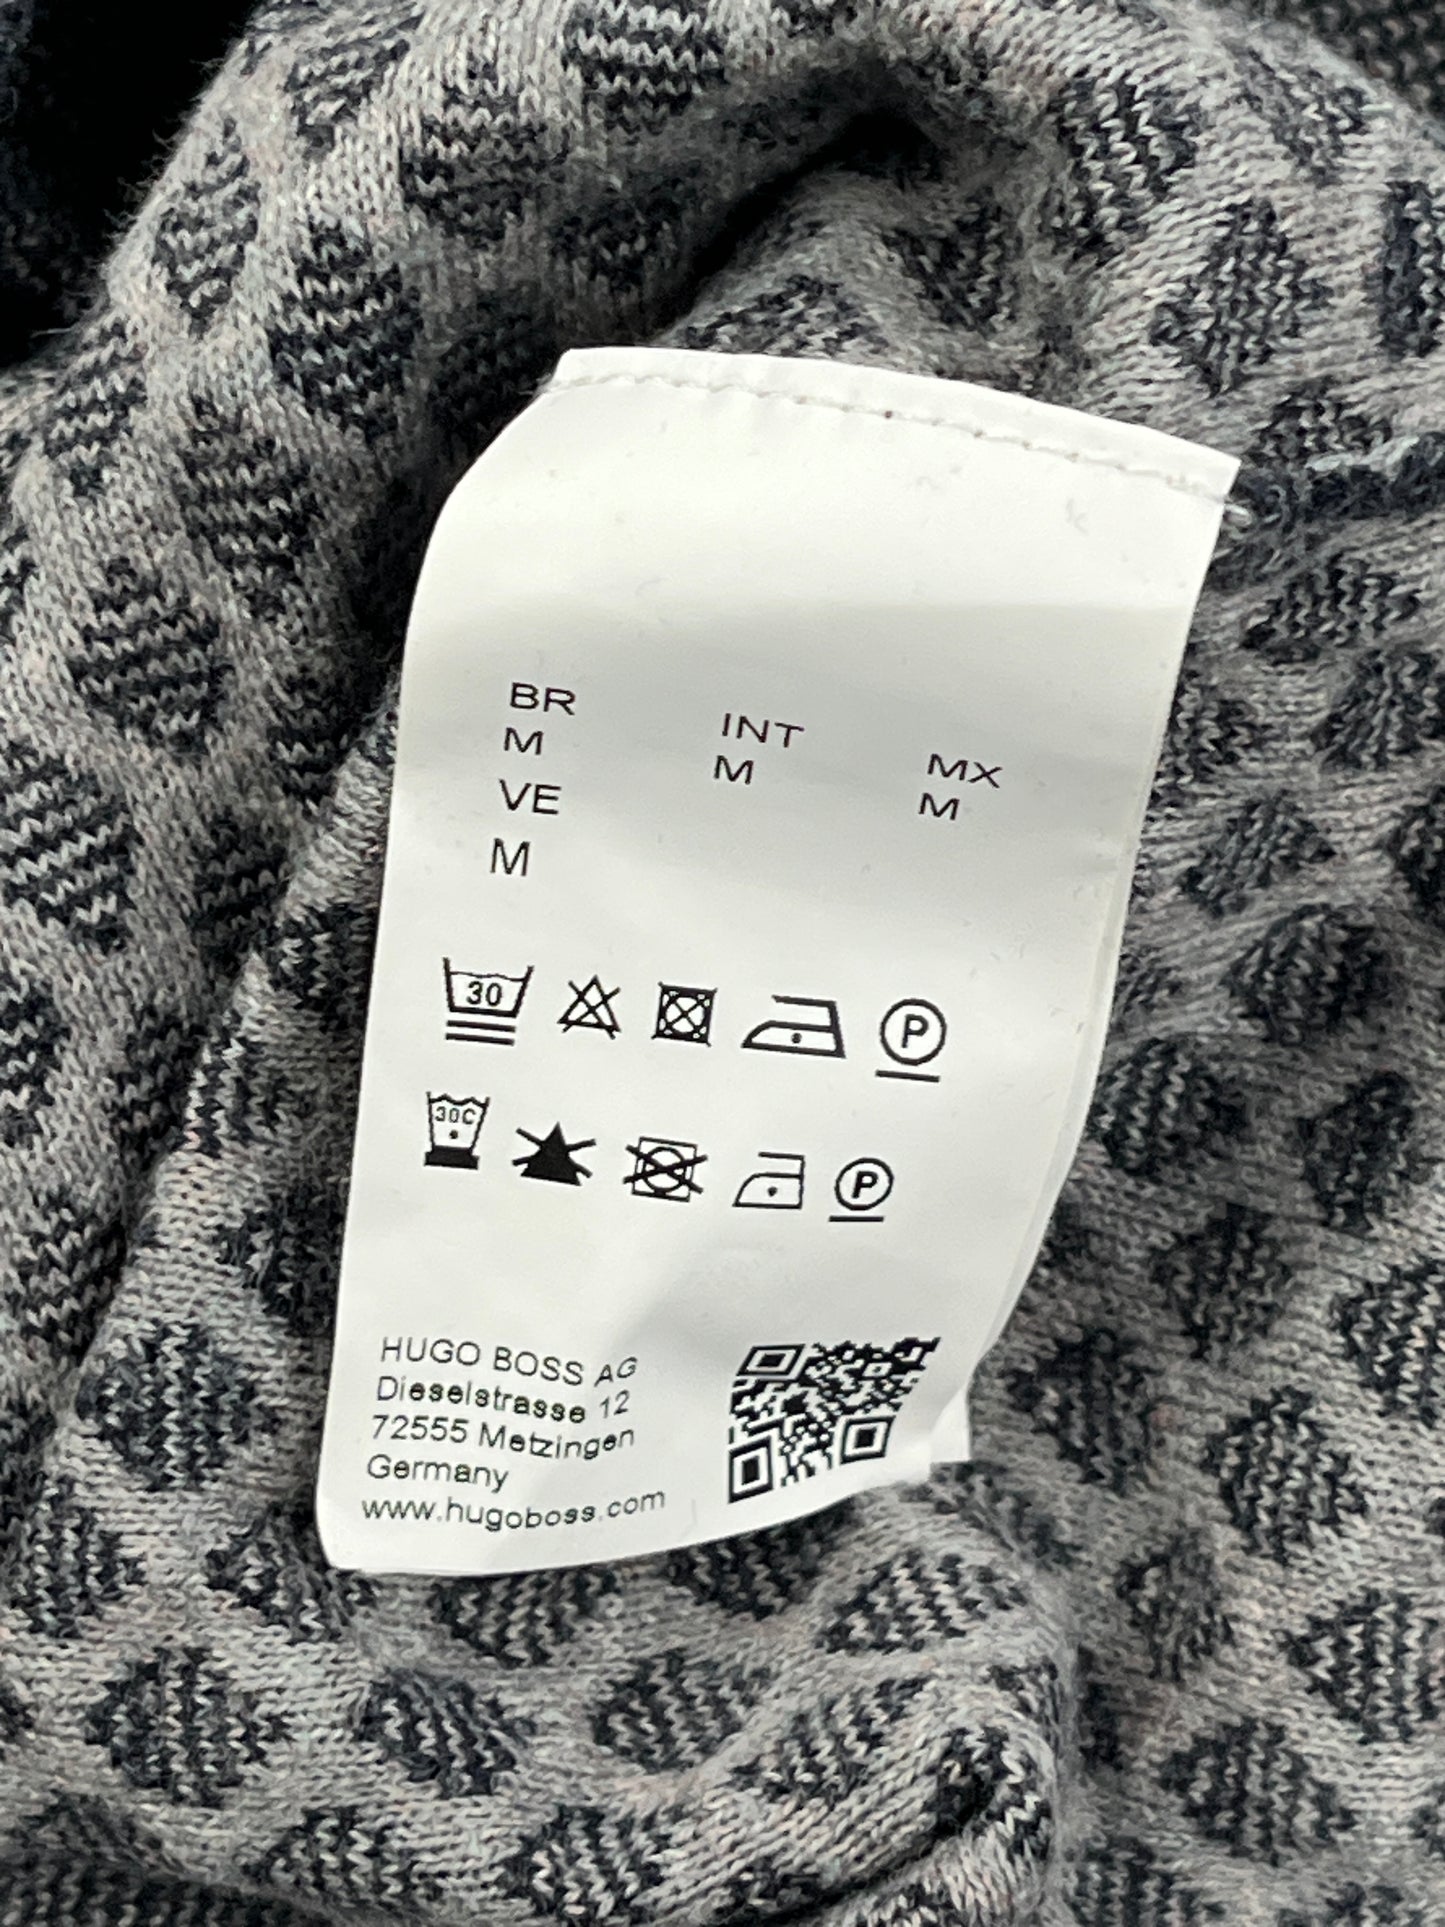 BR INT MX
M M M
VE
M
30 P
30C P
HUGO BOSS AG
Dieselstrasse 12
72555 Metzingen
Germany
www.hugoboss.com